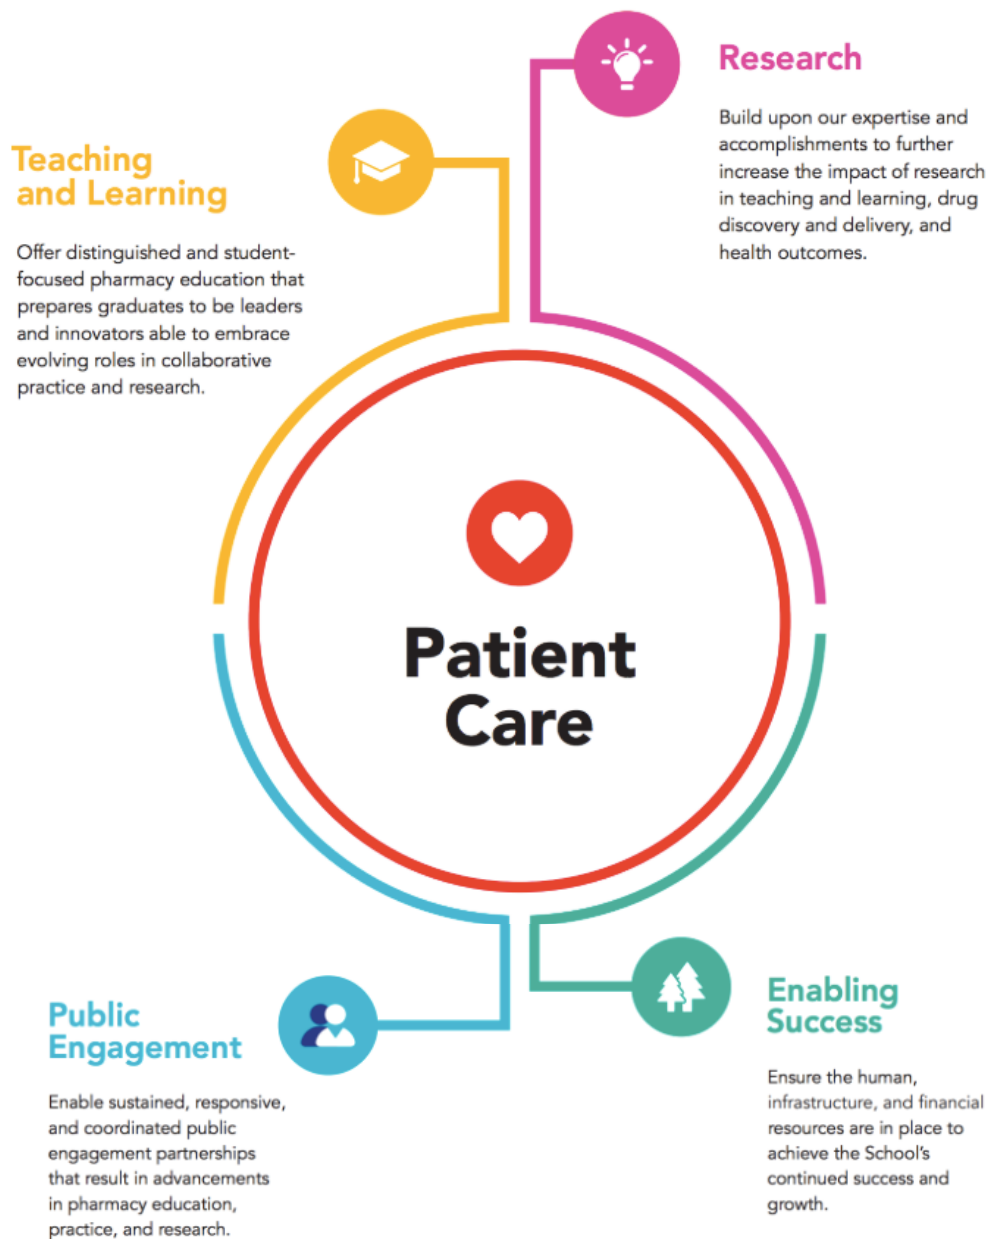 Research
Build upon our expertise and
accomplishments to further
increase the impact of research
in teaching and learning, drug
discovery and delivery, and
health outcomes.
Teaching
and Learning
Offer distinguished and student-
focused pharmacy education that
prepares graduates to be leaders
and innovators able to embrace
evolving roles in collaborative
practice and research.
Patient
Care
Public
Engagement
Enable sustained, responsive,
and coordinated public
engagement partnerships
that result in advancements
in pharmacy education,
practice, and research.
Enabling
Success
Ensure the human,
infrastructure, and financial
resources are in place to
achieve the School's
continued success and
growth.